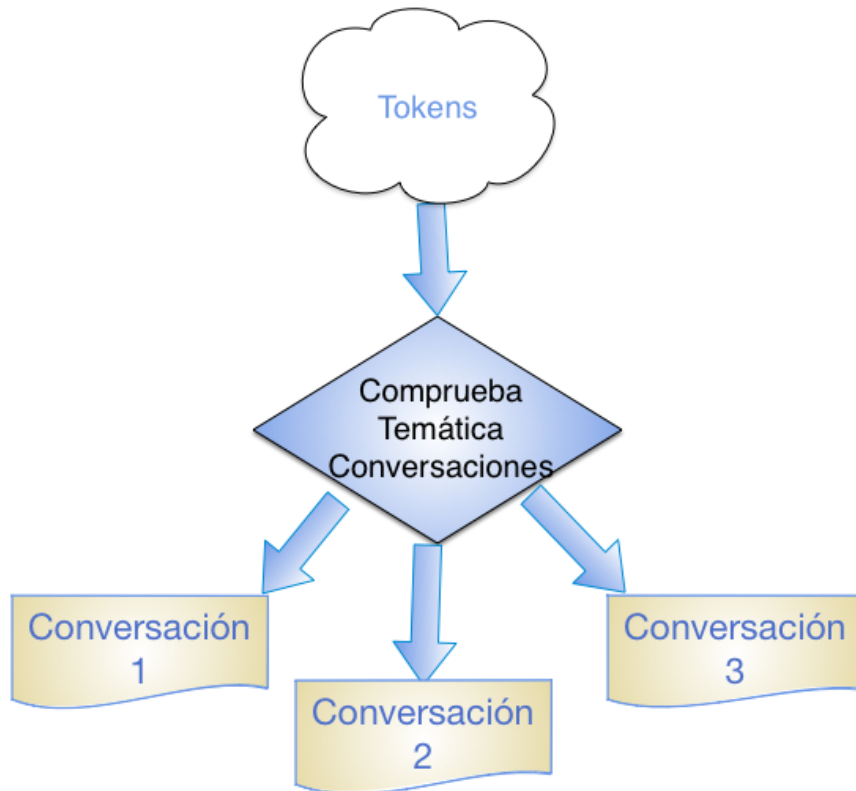 Tokens
Comprueba
Temática
Conversaciones
Conversación
1
Conversación
2
Conversación
3